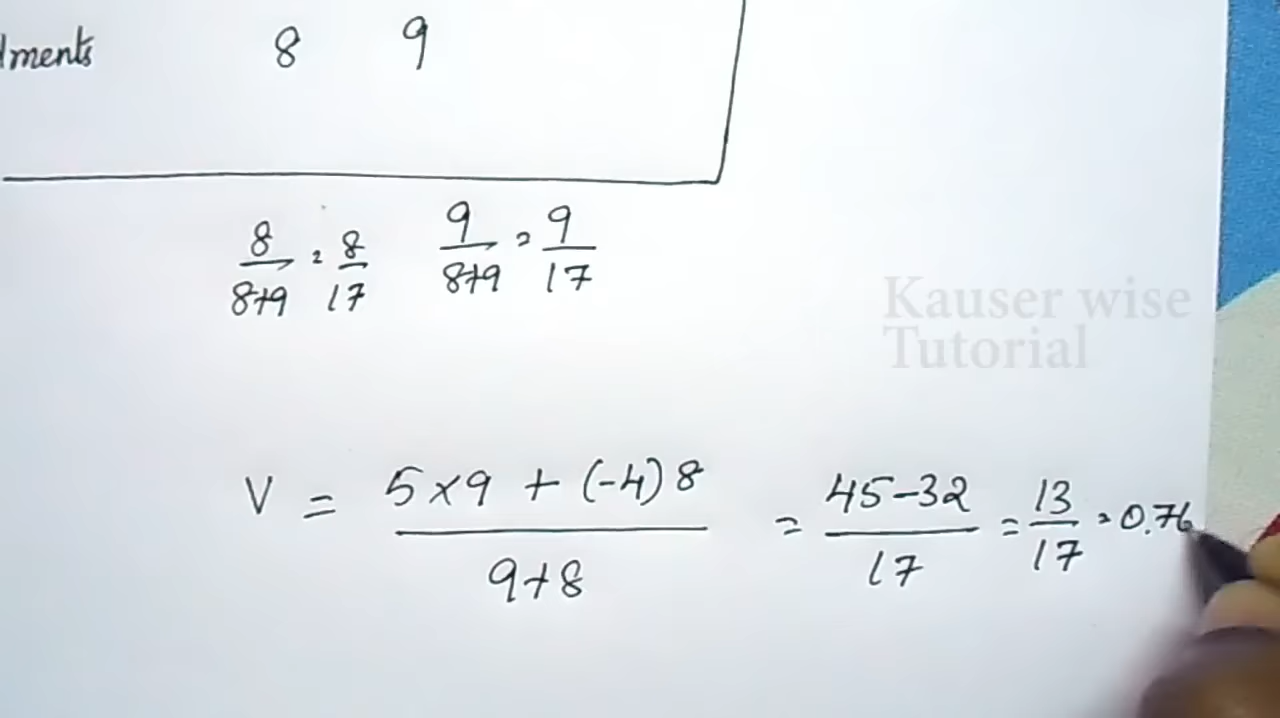 8 9
8/8+9 = 8/17 9/8+9 = 9/17
Kauser wise
Tutorial
V = 5×9 + (-4)8 / 9+8 = 45-32 / 17 = 13/17 = 0.76